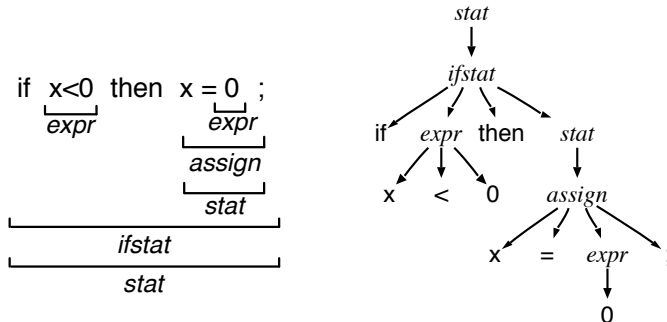 if x<0 then x = 0 ;
expr
expr
assign
stat
ifstat
stat
stat
ifstat
if expr then stat
x < 0
assign
x = expr ;
0